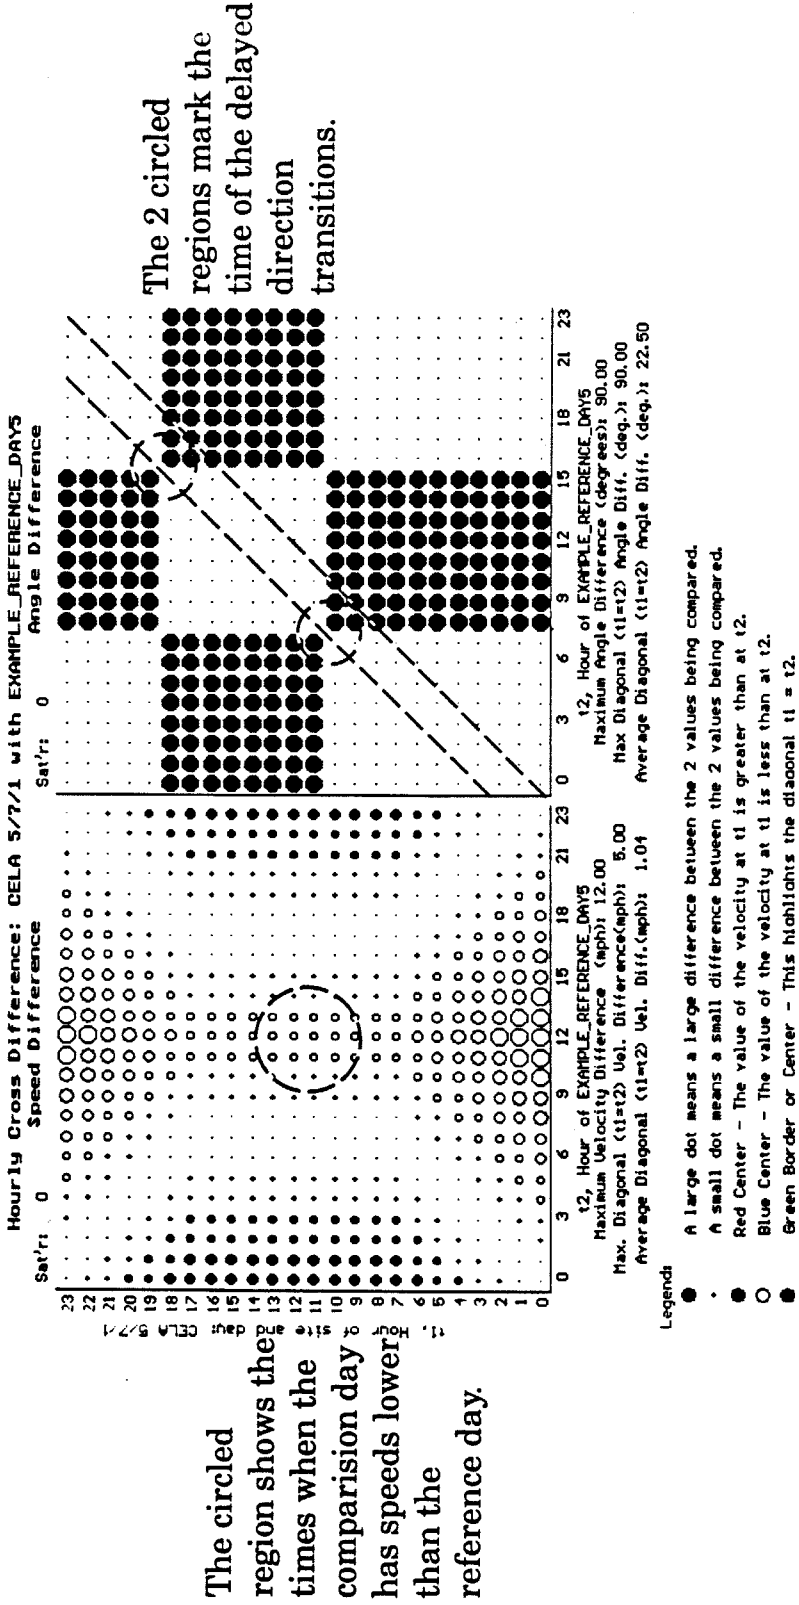 Hourly Cross Difference: CELA 5/7/1 with EXAMPLE_REFERENCE_DAY5
Speed Difference
Angle Difference
Sat'r: 0
Sat'r: 0
The circled
region shows the
times when the
comparision day
has speeds lower
than the
reference day.
t1, Hour of site and day: CELA 5/7/1
23
22
21
20
19
18
17
16
15
14
13
12
11
10
9
8
7
6
5
4
3
2
1
0
0 3 6 9 12 15 18 21 23
t2, Hour of EXAMPLE_REFERENCE_DAY5
Maximum Velocity Difference (mph): 12.00
Max. Diagonal (t1=t2) Vel. Difference(mph): 5.00
Average Diagonal (t1=t2) Vel. Diff.(mph): 1.04
0 3 6 9 12 15 18 21 23
t2, Hour of EXAMPLE_REFERENCE_DAY5
Maximum Angle Difference (degrees): 90.00
Max Diagonal (t1=t2) Angle Diff. (deg.): 90.00
Average Diagonal (t1=t2) Angle Diff. (deg.): 22.50
The 2 circled
regions mark the
time of the delayed
direction
transitions.
Legend:
A large dot means a large difference between the 2 values being compared.
A small dot means a small difference between the 2 values being compared.
Red Center - The value of the velocity at t1 is greater than at t2.
Blue Center - The value of the velocity at t1 is less than at t2.
Green Border or Center - This highlights the diagonal t1 = t2.